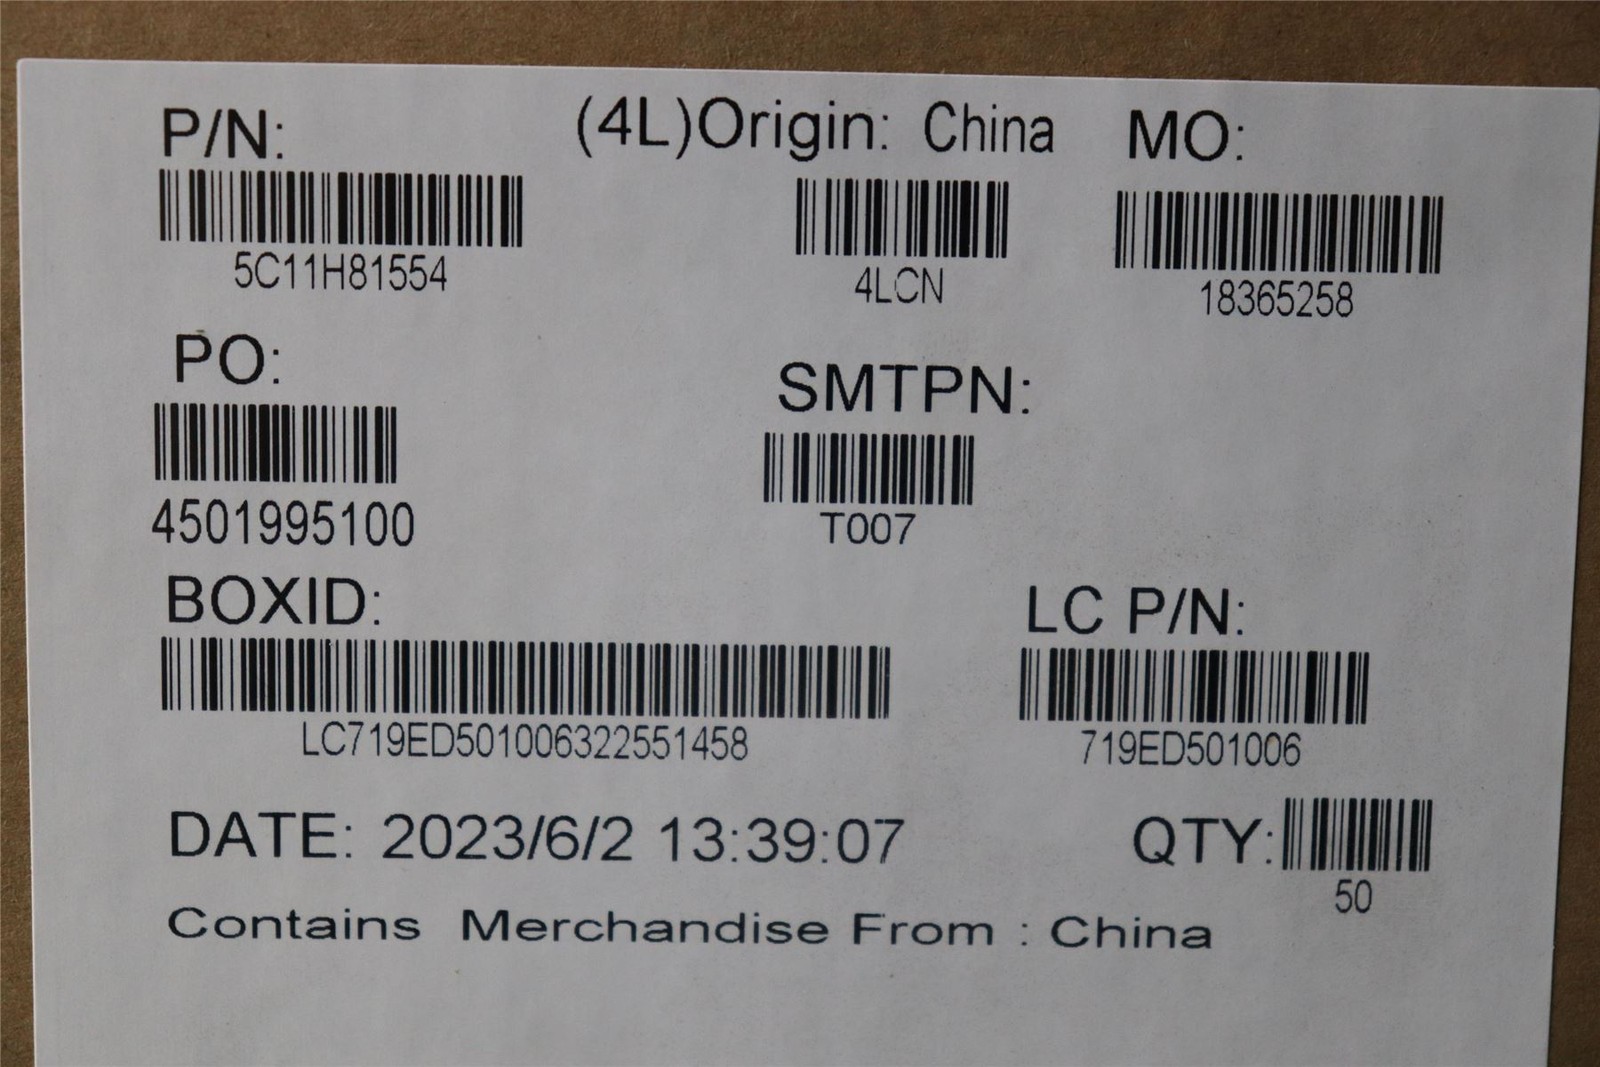 P/N: (4L)Origin: China MO:
5C11H81554 4LCN 18365258
PO: SMTPN:
4501995100 T007
BOXID: LC P/N:
LC719ED501006322551458 719ED501006
DATE: 2023/6/2 13:39:07 QTY:
50
Contains Merchandise From : China